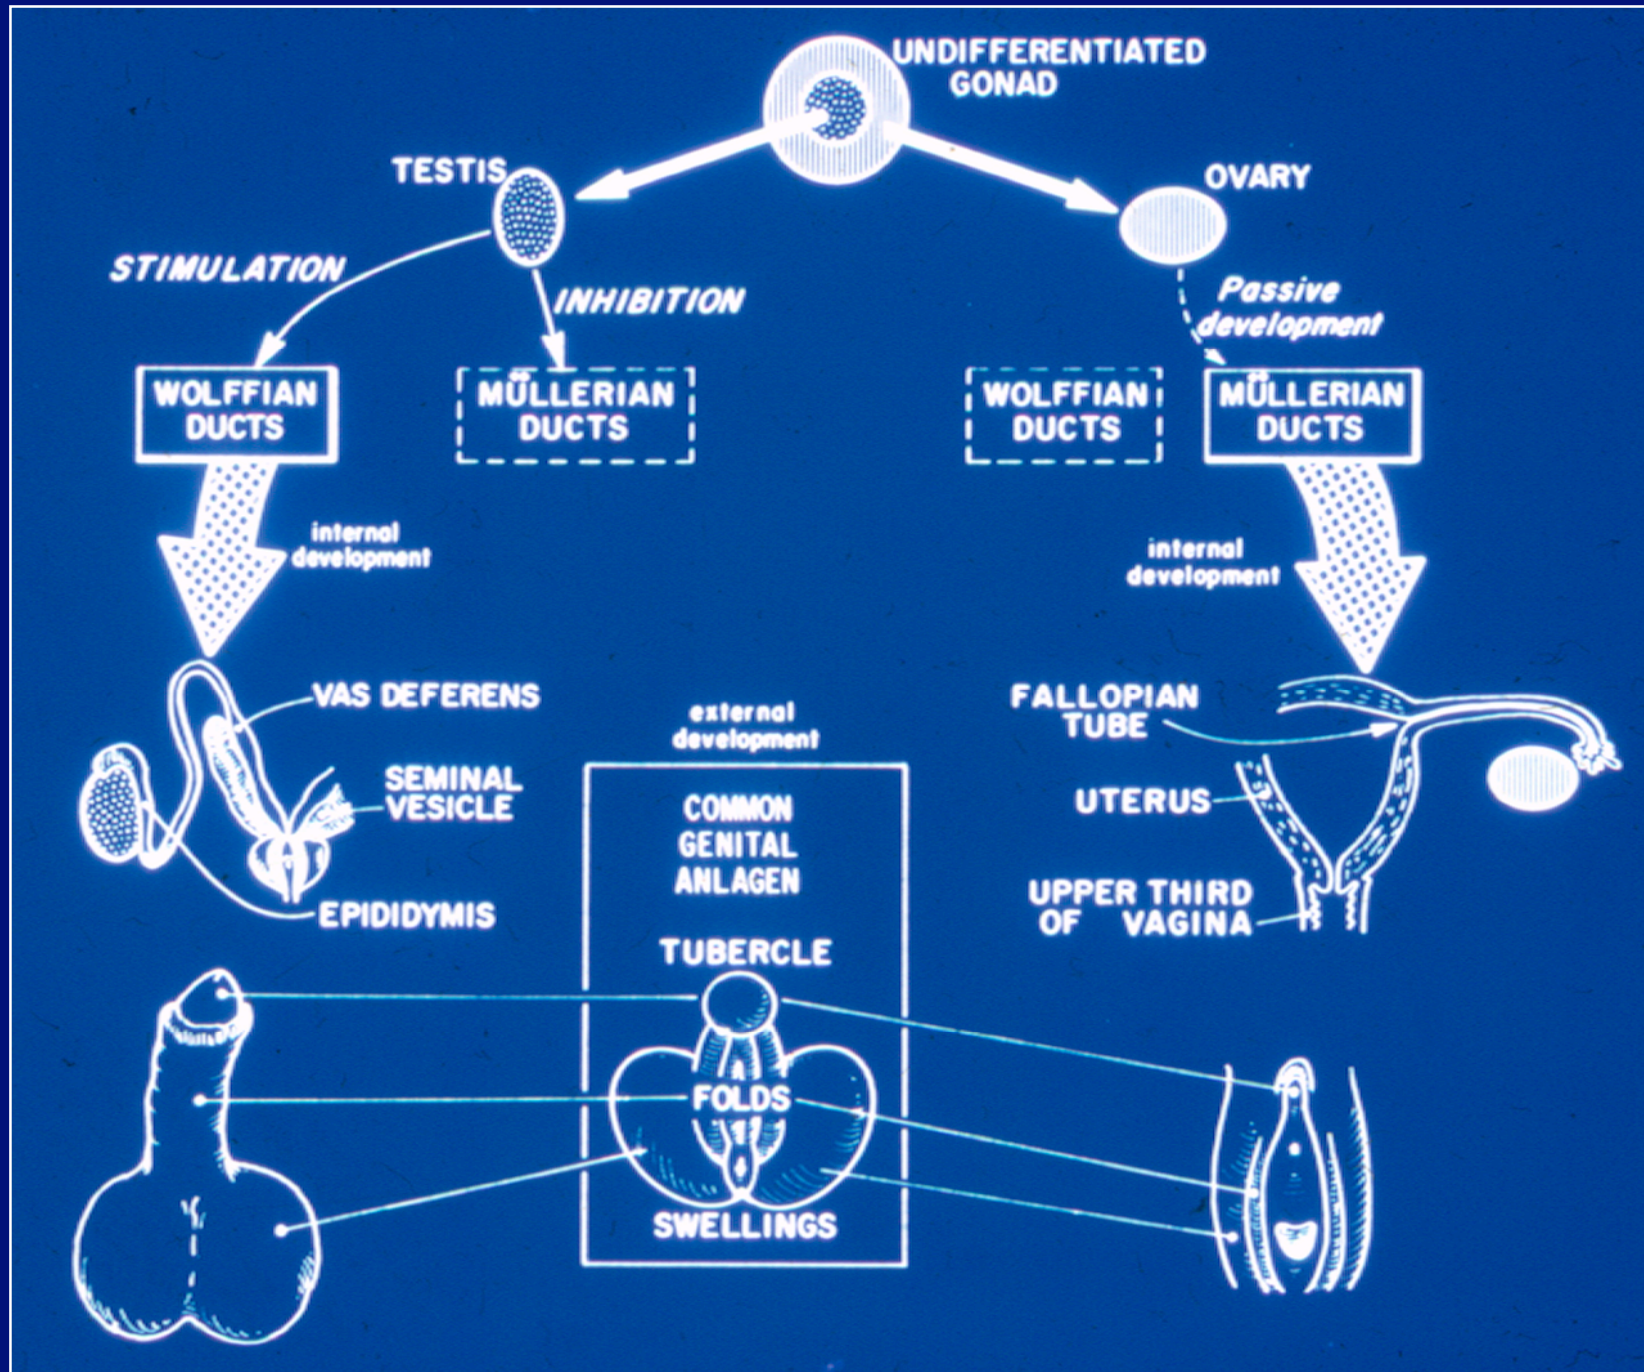 UNDIFFERENTIATED
GONAD
TESTIS
OVARY
STIMULATION
INHIBITION
Passive
development
WOLFFIAN
DUCTS
MÜLLERIAN
DUCTS
WOLFFIAN
DUCTS
MÜLLERIAN
DUCTS
internal
development
internal
development
VAS DEFERENS
SEMINAL
VESICLE
EPIDIDYMIS
external
development
COMMON
GENITAL
ANLAGEN
TUBERCLE
FOLDS
SWELLINGS
FALLOPIAN
TUBE
UTERUS
UPPER THIRD
OF VAGINA